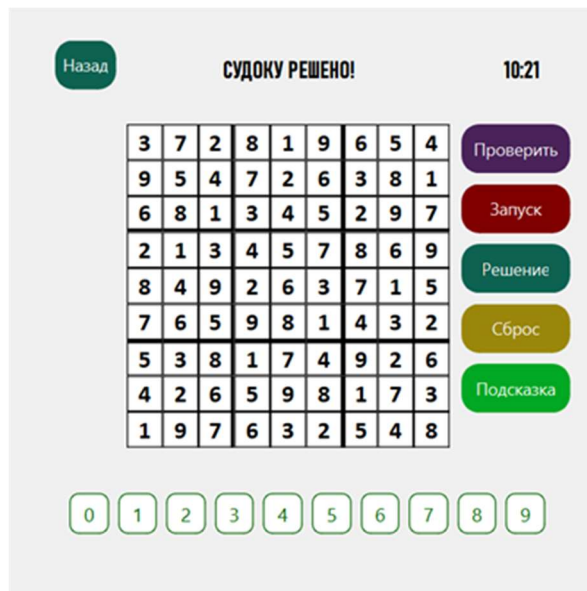 Назад СУДОКУ РЕШЕНО! 10:21
3 7 2 8 1 9 6 5 4
9 5 4 7 2 6 3 8 1
6 8 1 3 4 5 2 9 7
2 1 3 4 5 7 8 6 9
8 4 9 2 6 3 7 1 5
7 6 5 9 8 1 4 3 2
5 3 8 1 7 4 9 2 6
4 2 6 5 9 8 1 7 3
1 9 7 6 3 2 5 4 8
Проверить
Запуск
Решение
Сброс
Подсказка
0 1 2 3 4 5 6 7 8 9